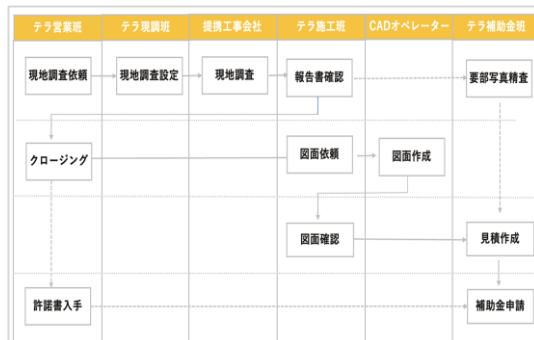 テラ営業班
テラ現調班
提携工事会社
テラ施工班
CADオペレーター
テラ補助金班
現地調査依頼
現地調査設定
現地調査
報告書確認
要部写真精査
クロージング
図面依頼
図面作成
図面確認
見積作成
許諾書入手
補助金申請